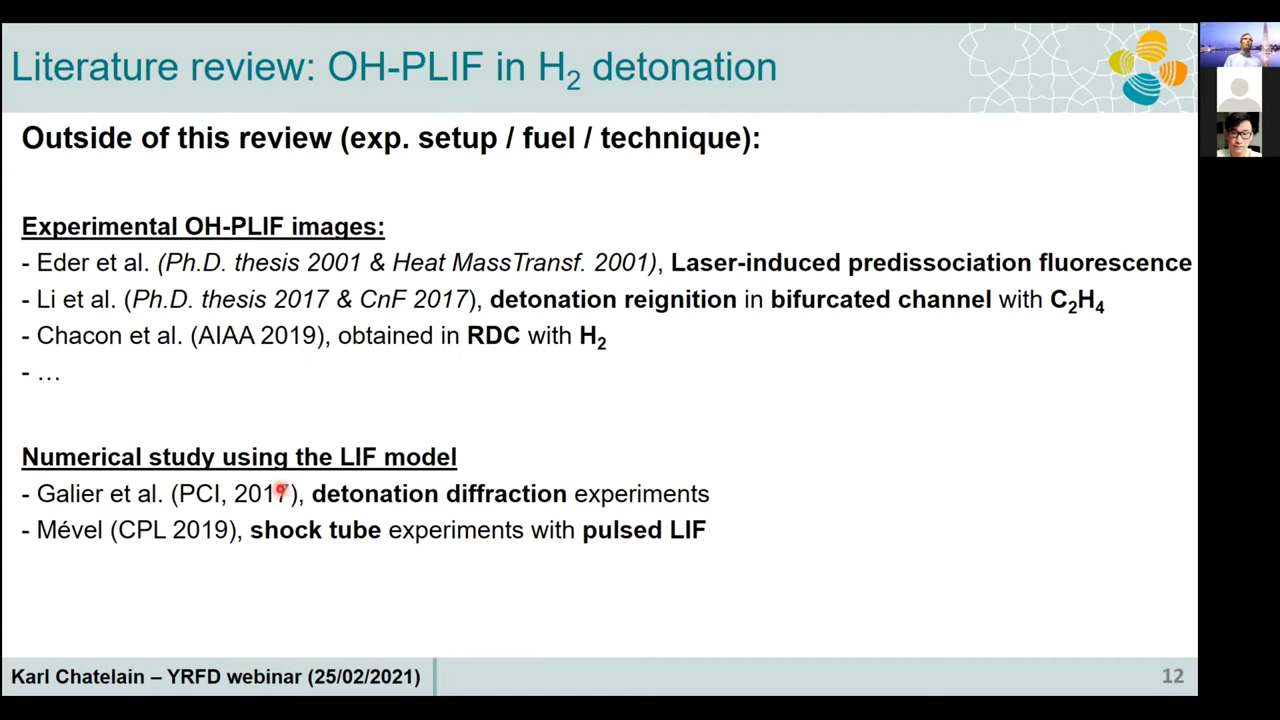 Literature review: OH-PLIF in H2 detonation
Outside of this review (exp. setup / fuel / technique):
Experimental OH-PLIF images:
- Eder et al. (Ph.D. thesis 2001 & Heat MassTransf. 2001), Laser-induced predissociation fluorescence
- Li et al. (Ph.D. thesis 2017 & CnF 2017), detonation reignition in bifurcated channel with C2H4
- Chacon et al. (AIAA 2019), obtained in RDC with H2
- …
Numerical study using the LIF model
- Galier et al. (PCI, 2017), detonation diffraction experiments
- Mével (CPL 2019), shock tube experiments with pulsed LIF
Karl Chatelain – YRFD webinar (25/02/2021)
12